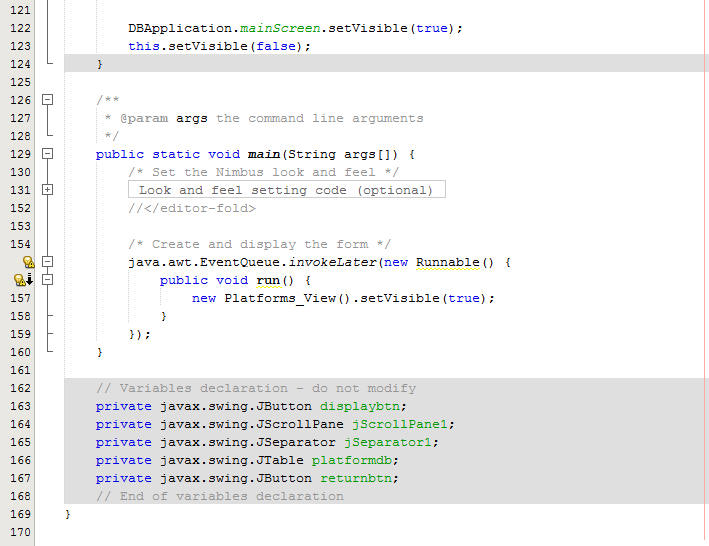 121
122 DBApplication.mainScreen.setVisible(true);
123 this.setVisible(false);
124 }
125
126 /**
127 * @param args the command line arguments
128 */
129 public static void main(String args[]) {
130 /* Set the Nimbus look and feel */
131 Look and feel setting code (optional)
152 //</editor-fold>
153
154 /* Create and display the form */
java.awt.EventQueue.invokeLater(new Runnable() {
public void run() {
157 new Platforms_View().setVisible(true);
158 }
159 });
160 }
161
162 // Variables declaration - do not modify
163 private javax.swing.JButton displaybtn;
164 private javax.swing.JScrollPane jScrollPane1;
165 private javax.swing.JSeparator jSeparator1;
166 private javax.swing.JTable platformdb;
167 private javax.swing.JButton returnbtn;
168 // End of variables declaration
169 }
170